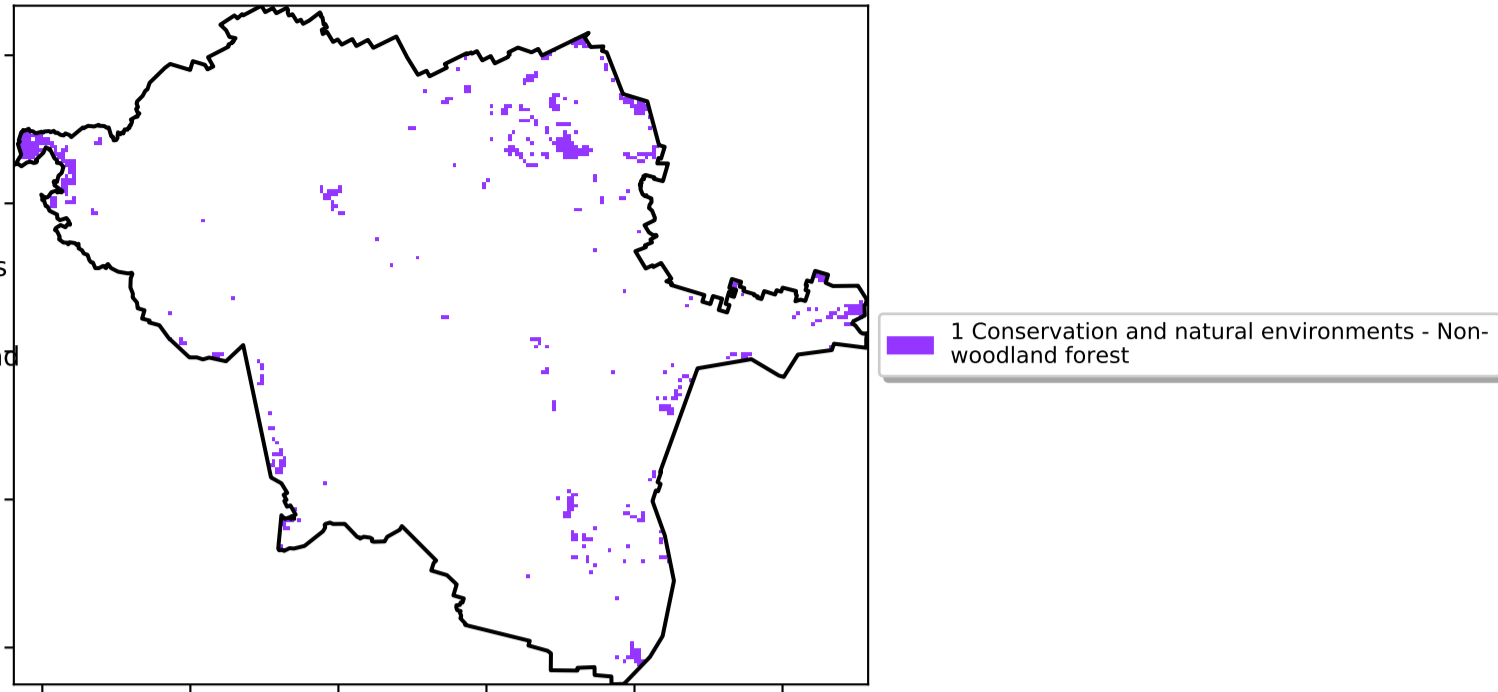 s
1 Conservation and natural environments - Non-
woodland forest
d